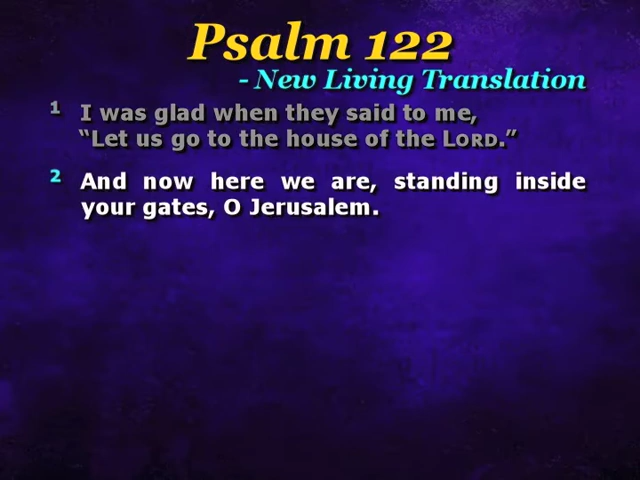 Psalm 122
- New Living Translation
1 I was glad when they said to me,
“Let us go to the house of the LORD.”
2 And now here we are, standing inside
your gates, O Jerusalem.